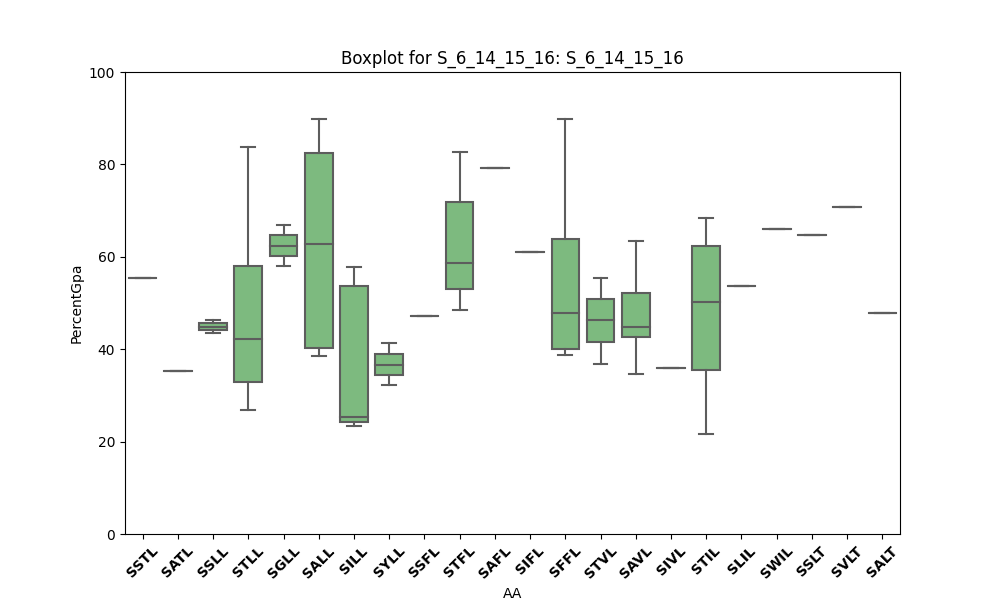 Boxplot for S_6_14_15_16: S_6_14_15_16
100
80
60
40
20
0
PercentGpa
SSTL SATL SSLL STLL SGLL SALL SILL SYLL SSFL STFL SAFL SIFL SFFL STVL SAVL SIVL STIL SLIL SWIL SSLT SVLT SALT
AA